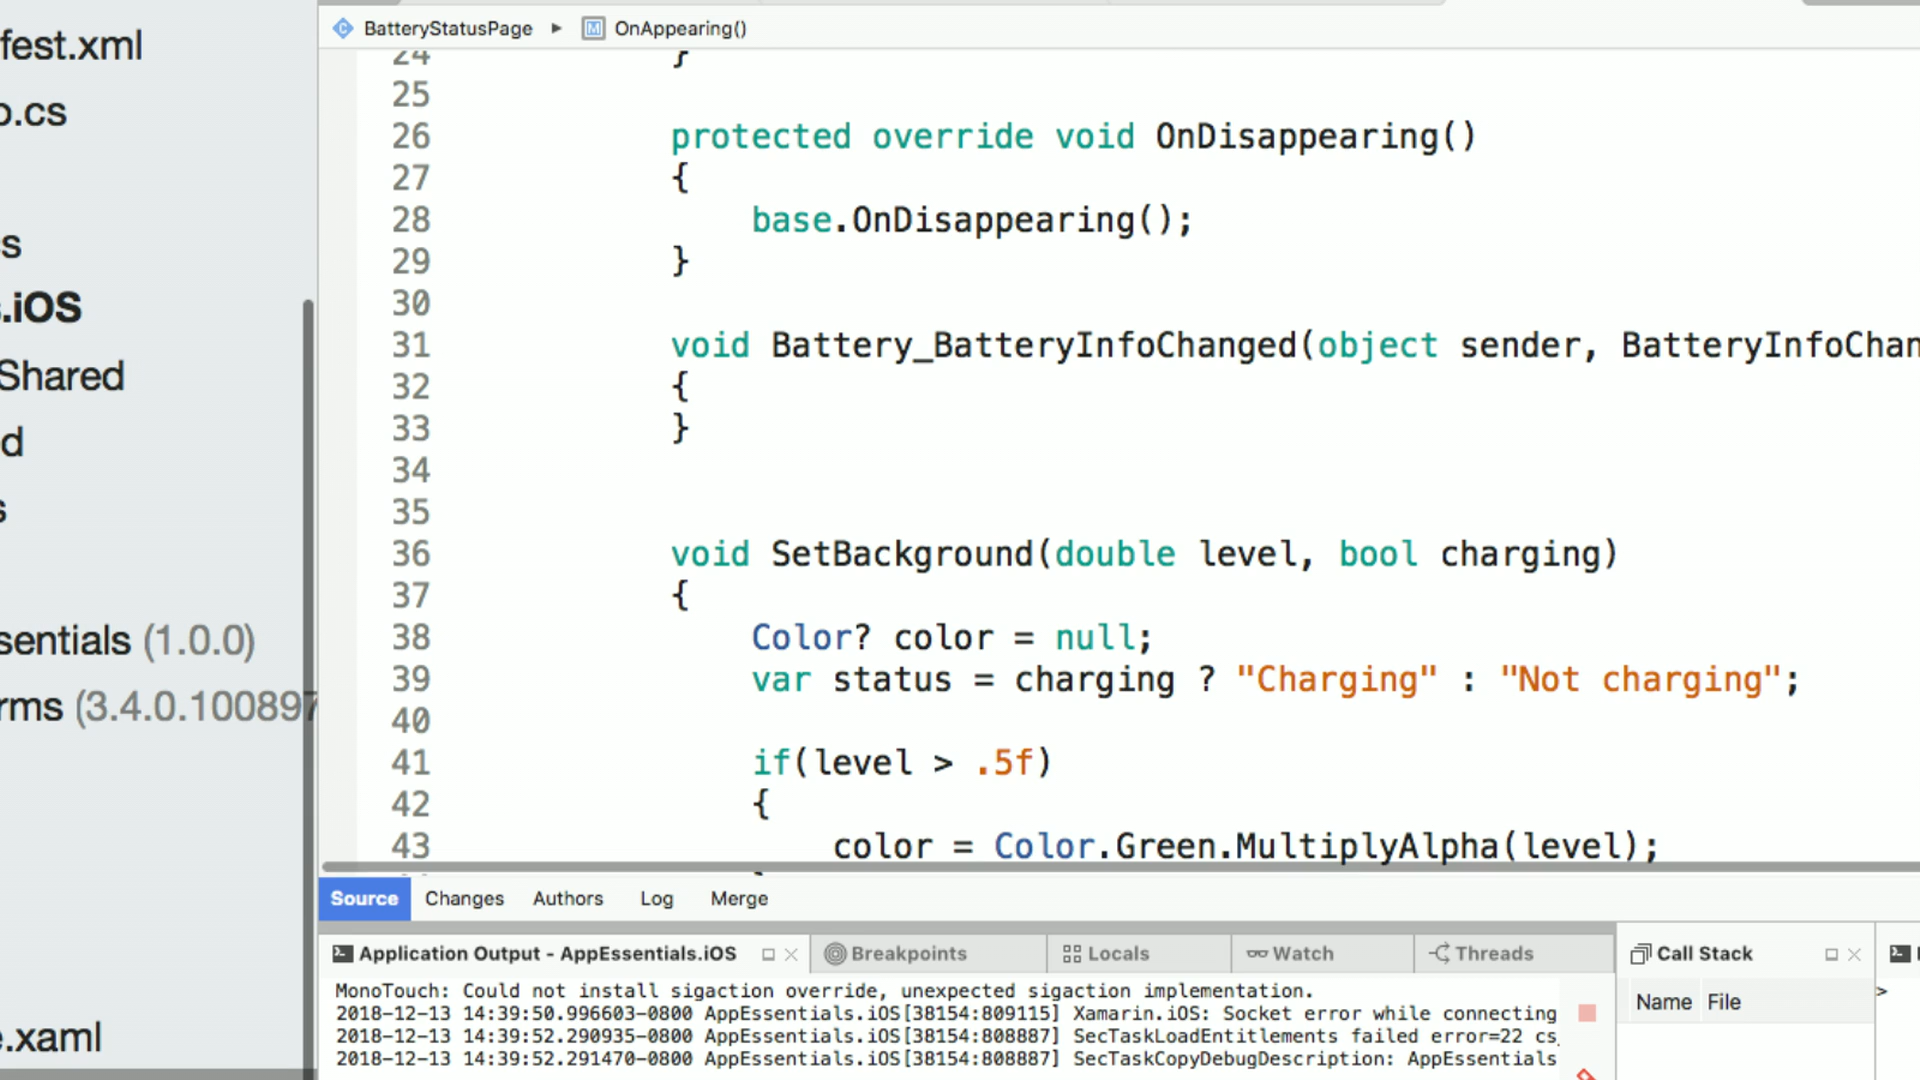 fest.xml
o.cs
s
.iOS
Shared
d
s
sentials (1.0.0)
rms (3.4.0.100897
e.xaml
BatteryStatusPage ▶ M OnAppearing()
24 }
25
26 protected override void OnDisappearing()
27 {
28 base.OnDisappearing();
29 }
30
31 void Battery_BatteryInfoChanged(object sender, BatteryInfoChan
32 {
33 }
34
35
36 void SetBackground(double level, bool charging)
37 {
38 Color? color = null;
39 var status = charging ? "Charging" : "Not charging";
40
41 if(level > .5f)
42 {
43 color = Color.Green.MultiplyAlpha(level);
Source Changes Authors Log Merge
Application Output - AppEssentials.iOS Breakpoints Locals Watch Threads Call Stack
MonoTouch: Could not install sigaction override, unexpected sigaction implementation.
2018-12-13 14:39:50.996603-0800 AppEssentials.iOS[38154:809115] Xamarin.iOS: Socket error while connecting
2018-12-13 14:39:52.290935-0800 AppEssentials.iOS[38154:808887] SecTaskLoadEntitlements failed error=22 cs
2018-12-13 14:39:52.291470-0800 AppEssentials.iOS[38154:808887] SecTaskCopyDebugDescription: AppEssentials
Name File
>